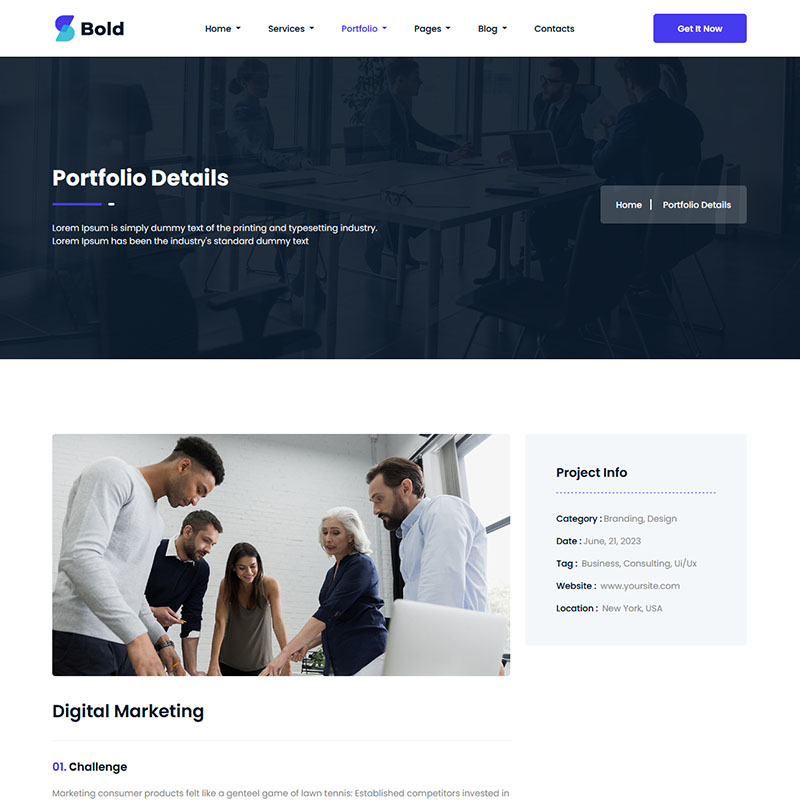 Bold
Home Services Portfolio Pages Blog Contacts
Get It Now
Portfolio Details
Lorem Ipsum is simply dummy text of the printing and typesetting industry.
Lorem Ipsum has been the industry's standard dummy text
Home | Portfolio Details
Project Info
Category : Branding, Design
Date : June, 21, 2023
Tag : Business, Consulting, Ui/Ux
Website : www.yoursite.com
Location : New York, USA
Digital Marketing
01. Challenge
Marketing consumer products felt like a genteel game of lawn tennis: Established competitors invested in